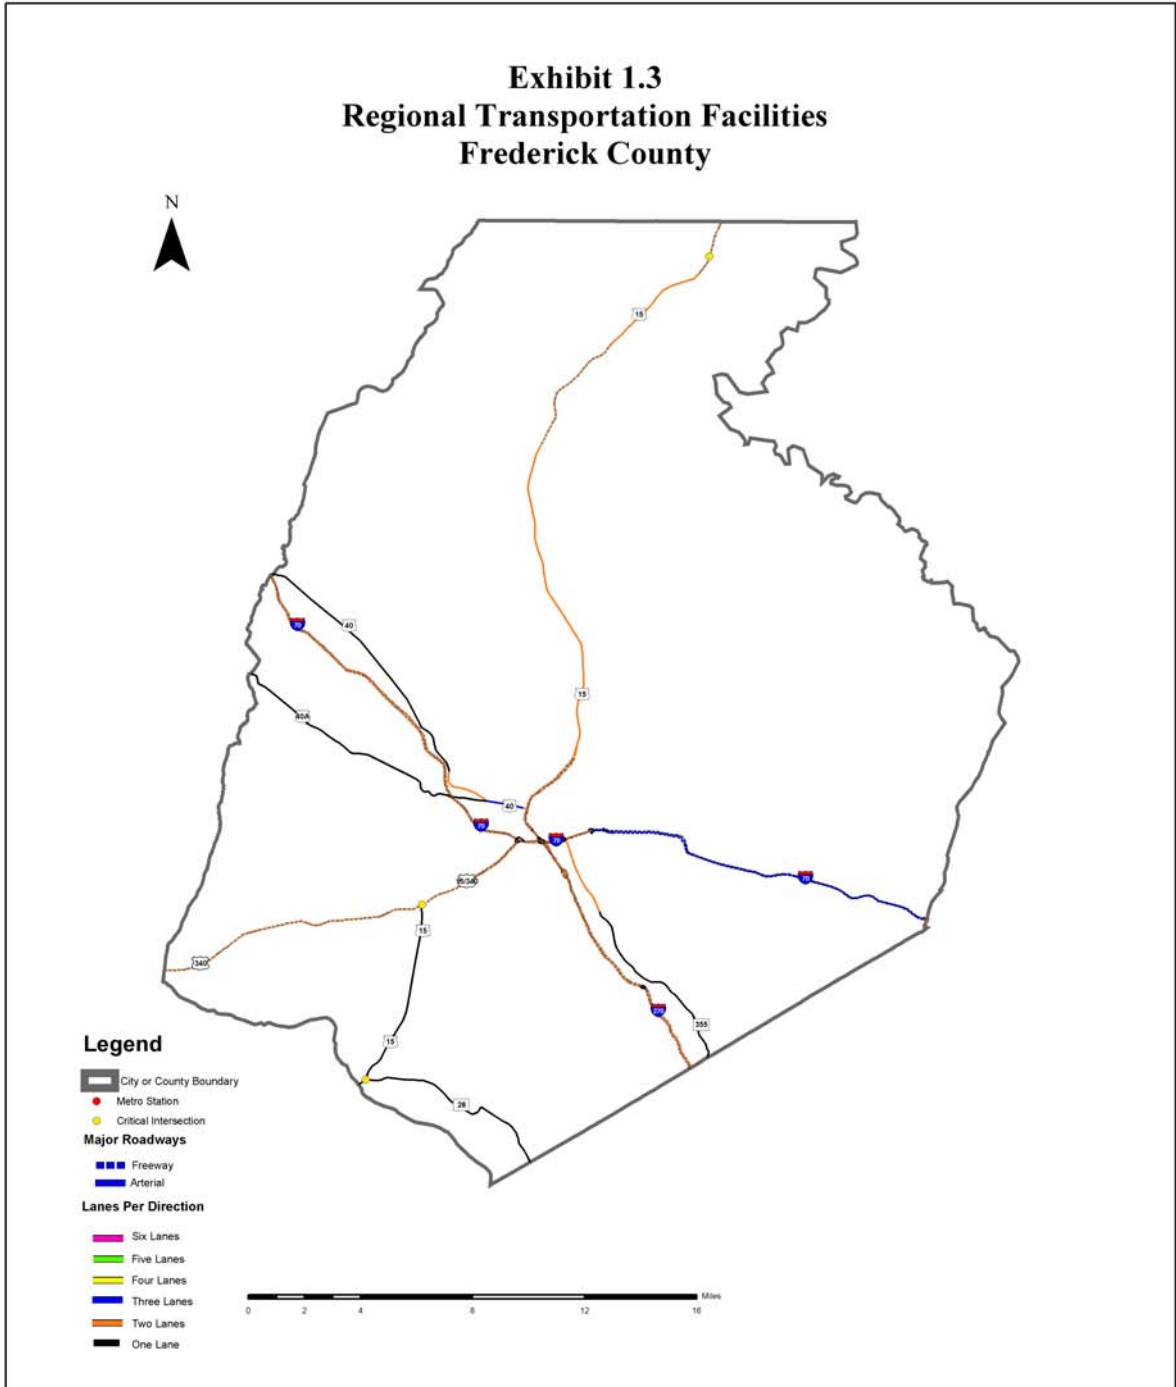 Exhibit 1.3
Regional Transportation Facilities
Frederick County
N
15
70
40
15
40A
40
70
70
70
15/340
15
340
270
355
15
28
Legend
City or County Boundary
Metro Station
Critical Intersection
Major Roadways
Freeway
Arterial
Lanes Per Direction
Six Lanes
Five Lanes
Four Lanes
Three Lanes
Two Lanes
One Lane
Miles
0 2 4 8 12 16